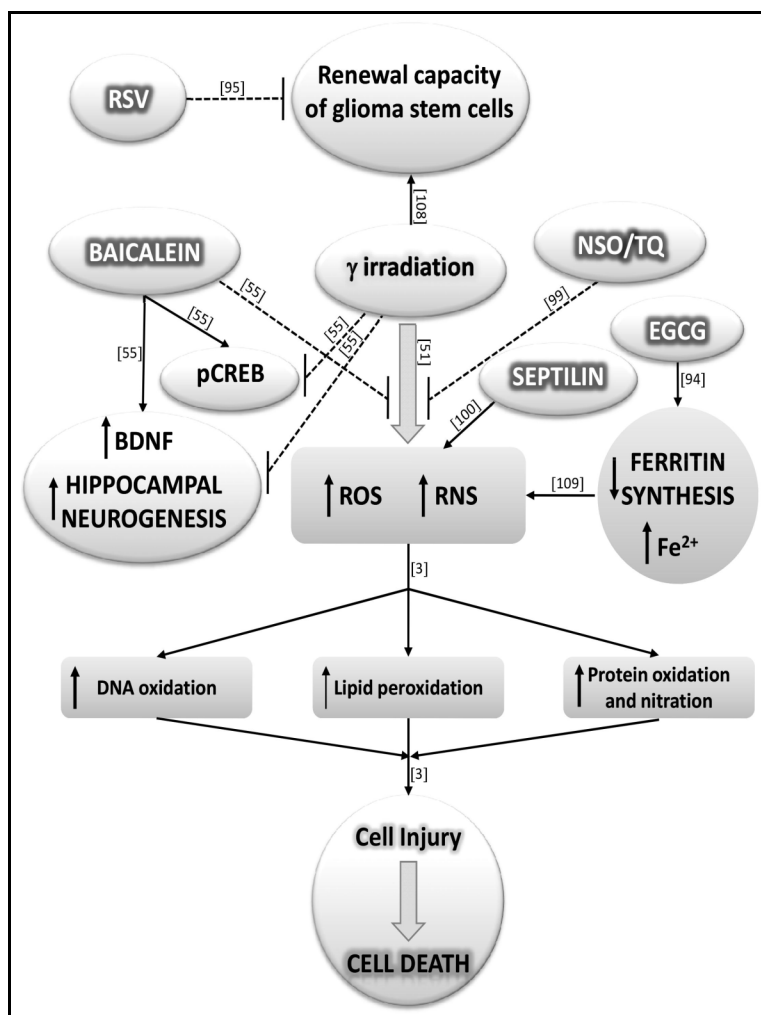 Renewal capacity
of glioma stem cells
RSV
[95]
[108]
BAICALEIN
γ irradiation
NSO/TQ
[55]
[99]
[55]
[55]
[55]
[55]
[51]
EGCG
[94]
pCREB
SEPTILIN
[100]
BDNF
HIPPOCAMPAL
NEUROGENESIS
ROS
RNS
[109]
FERRITIN
SYNTHESIS
Fe²⁺
[3]
DNA oxidation
Lipid peroxidation
Protein oxidation
and nitration
[3]
Cell Injury
CELL DEATH